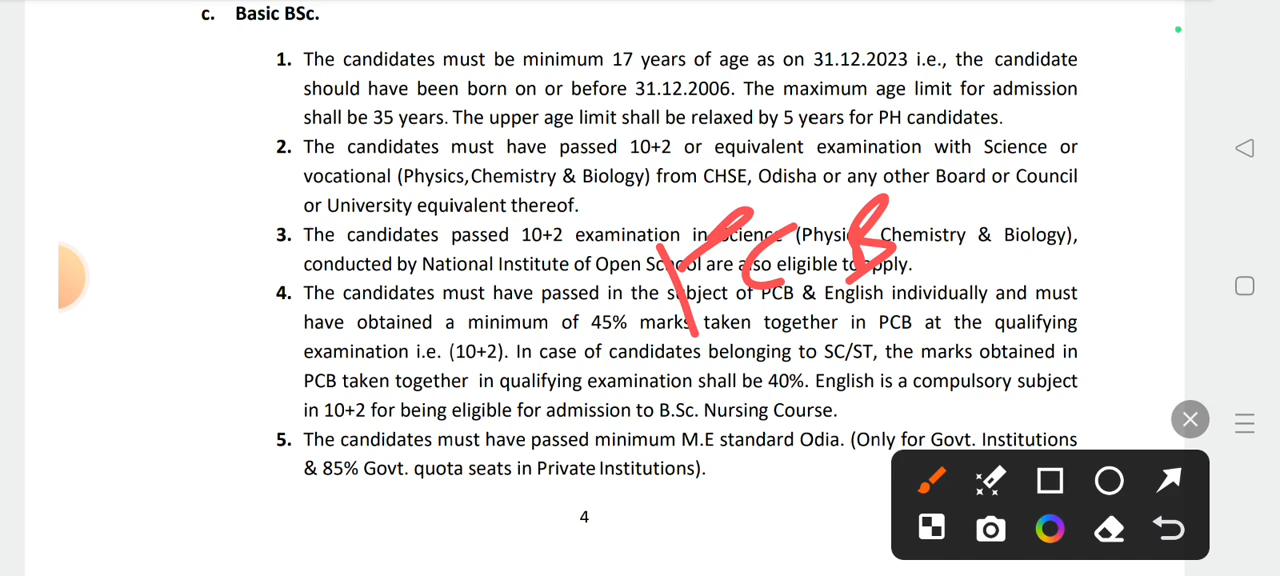 c. Basic BSc.
1. The candidates must be minimum 17 years of age as on 31.12.2023 i.e., the candidate
should have been born on or before 31.12.2006. The maximum age limit for admission
shall be 35 years. The upper age limit shall be relaxed by 5 years for PH candidates.
2. The candidates must have passed 10+2 or equivalent examination with Science or
vocational (Physics,Chemistry & Biology) from CHSE, Odisha or any other Board or Council
or University equivalent thereof.
3. The candidates passed 10+2 examination in Science (Physics, Chemistry & Biology),
conducted by National Institute of Open School are also eligible to apply.
PCB
4. The candidates must have passed in the subject of PCB & English individually and must
have obtained a minimum of 45% marks taken together in PCB at the qualifying
examination i.e. (10+2). In case of candidates belonging to SC/ST, the marks obtained in
PCB taken together in qualifying examination shall be 40%. English is a compulsory subject
in 10+2 for being eligible for admission to B.Sc. Nursing Course.
5. The candidates must have passed minimum M.E standard Odia. (Only for Govt. Institutions
& 85% Govt. quota seats in Private Institutions).
4